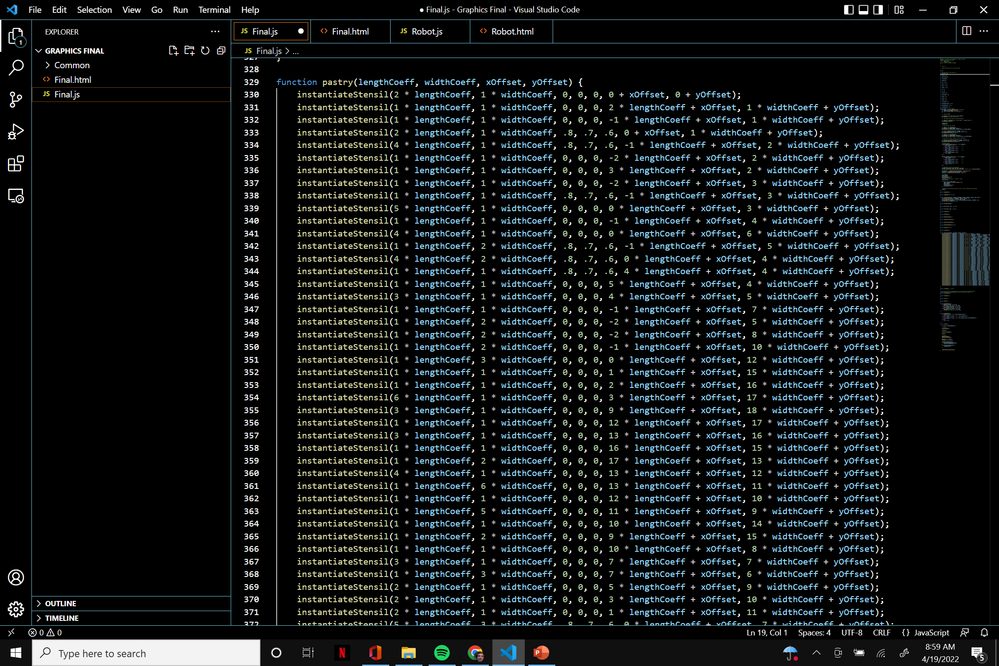 File Edit Selection View Go Run Terminal Help
● Final.js - Graphics Final - Visual Studio Code
EXPLORER
JS Final.js
Final.html
JS Robot.js
Robot.html
1
GRAPHICS FINAL
JS Final.js > ...
Common
Final.html
JS Final.js
327 }
328
329 function pastry(lengthCoeff, widthCoeff, xOffset, yOffset) {
330 instantiateStensil(2 * lengthCoeff, 1 * widthCoeff, 0, 0, 0, 0 + xOffset, 0 + yOffset);
331 instantiateStensil(1 * lengthCoeff, 1 * widthCoeff, 0, 0, 0, 2 * lengthCoeff + xOffset, 1 * widthCoeff + yOffset);
332 instantiateStensil(1 * lengthCoeff, 1 * widthCoeff, 0, 0, 0, -1 * lengthCoeff + xOffset, 1 * widthCoeff + yOffset);
333 instantiateStensil(2 * lengthCoeff, 1 * widthCoeff, .8, .7, .6, 0 + xOffset, 1 * widthCoeff + yOffset);
334 instantiateStensil(4 * lengthCoeff, 1 * widthCoeff, .8, .7, .6, -1 * lengthCoeff + xOffset, 2 * widthCoeff + yOffset);
335 instantiateStensil(1 * lengthCoeff, 1 * widthCoeff, 0, 0, 0, -2 * lengthCoeff + xOffset, 2 * widthCoeff + yOffset);
336 instantiateStensil(1 * lengthCoeff, 1 * widthCoeff, 0, 0, 0, 3 * lengthCoeff + xOffset, 2 * widthCoeff + yOffset);
337 instantiateStensil(1 * lengthCoeff, 1 * widthCoeff, 0, 0, 0, -2 * lengthCoeff + xOffset, 3 * widthCoeff + yOffset);
338 instantiateStensil(1 * lengthCoeff, 1 * widthCoeff, .8, .7, .6, -1 * lengthCoeff + xOffset, 3 * widthCoeff + yOffset);
339 instantiateStensil(5 * lengthCoeff, 1 * widthCoeff, 0, 0, 0, 0 * lengthCoeff + xOffset, 3 * widthCoeff + yOffset);
340 instantiateStensil(1 * lengthCoeff, 1 * widthCoeff, 0, 0, 0, -1 * lengthCoeff + xOffset, 4 * widthCoeff + yOffset);
341 instantiateStensil(4 * lengthCoeff, 1 * widthCoeff, 0, 0, 0, 0 * lengthCoeff + xOffset, 6 * widthCoeff + yOffset);
342 instantiateStensil(1 * lengthCoeff, 2 * widthCoeff, .8, .7, .6, -1 * lengthCoeff + xOffset, 5 * widthCoeff + yOffset);
343 instantiateStensil(4 * lengthCoeff, 2 * widthCoeff, .8, .7, .6, 0 * lengthCoeff + xOffset, 4 * widthCoeff + yOffset);
344 instantiateStensil(1 * lengthCoeff, 1 * widthCoeff, .8, .7, .6, 4 * lengthCoeff + xOffset, 4 * widthCoeff + yOffset);
345 instantiateStensil(1 * lengthCoeff, 1 * widthCoeff, 0, 0, 0, 5 * lengthCoeff + xOffset, 4 * widthCoeff + yOffset);
346 instantiateStensil(3 * lengthCoeff, 1 * widthCoeff, 0, 0, 0, 4 * lengthCoeff + xOffset, 5 * widthCoeff + yOffset);
347 instantiateStensil(1 * lengthCoeff, 1 * widthCoeff, 0, 0, 0, -1 * lengthCoeff + xOffset, 7 * widthCoeff + yOffset);
348 instantiateStensil(1 * lengthCoeff, 2 * widthCoeff, 0, 0, 0, -2 * lengthCoeff + xOffset, 5 * widthCoeff + yOffset);
349 instantiateStensil(1 * lengthCoeff, 2 * widthCoeff, 0, 0, 0, -2 * lengthCoeff + xOffset, 8 * widthCoeff + yOffset);
350 instantiateStensil(1 * lengthCoeff, 2 * widthCoeff, 0, 0, 0, -1 * lengthCoeff + xOffset, 10 * widthCoeff + yOffset);
351 instantiateStensil(1 * lengthCoeff, 3 * widthCoeff, 0, 0, 0, 0 * lengthCoeff + xOffset, 12 * widthCoeff + yOffset);
352 instantiateStensil(1 * lengthCoeff, 1 * widthCoeff, 0, 0, 0, 1 * lengthCoeff + xOffset, 15 * widthCoeff + yOffset);
353 instantiateStensil(1 * lengthCoeff, 1 * widthCoeff, 0, 0, 0, 2 * lengthCoeff + xOffset, 16 * widthCoeff + yOffset);
354 instantiateStensil(6 * lengthCoeff, 1 * widthCoeff, 0, 0, 0, 3 * lengthCoeff + xOffset, 17 * widthCoeff + yOffset);
355 instantiateStensil(3 * lengthCoeff, 1 * widthCoeff, 0, 0, 0, 9 * lengthCoeff + xOffset, 18 * widthCoeff + yOffset);
356 instantiateStensil(1 * lengthCoeff, 1 * widthCoeff, 0, 0, 0, 12 * lengthCoeff + xOffset, 17 * widthCoeff + yOffset);
357 instantiateStensil(3 * lengthCoeff, 1 * widthCoeff, 0, 0, 0, 13 * lengthCoeff + xOffset, 16 * widthCoeff + yOffset);
358 instantiateStensil(1 * lengthCoeff, 1 * widthCoeff, 0, 0, 0, 16 * lengthCoeff + xOffset, 15 * widthCoeff + yOffset);
359 instantiateStensil(1 * lengthCoeff, 2 * widthCoeff, 0, 0, 0, 17 * lengthCoeff + xOffset, 13 * widthCoeff + yOffset);
360 instantiateStensil(4 * lengthCoeff, 1 * widthCoeff, 0, 0, 0, 13 * lengthCoeff + xOffset, 12 * widthCoeff + yOffset);
361 instantiateStensil(1 * lengthCoeff, 6 * widthCoeff, 0, 0, 0, 13 * lengthCoeff + xOffset, 11 * widthCoeff + yOffset);
362 instantiateStensil(1 * lengthCoeff, 1 * widthCoeff, 0, 0, 0, 12 * lengthCoeff + xOffset, 10 * widthCoeff + yOffset);
363 instantiateStensil(1 * lengthCoeff, 5 * widthCoeff, 0, 0, 0, 11 * lengthCoeff + xOffset, 9 * widthCoeff + yOffset);
364 instantiateStensil(1 * lengthCoeff, 1 * widthCoeff, 0, 0, 0, 10 * lengthCoeff + xOffset, 14 * widthCoeff + yOffset);
365 instantiateStensil(1 * lengthCoeff, 2 * widthCoeff, 0, 0, 0, 9 * lengthCoeff + xOffset, 15 * widthCoeff + yOffset);
366 instantiateStensil(1 * lengthCoeff, 1 * widthCoeff, 0, 0, 0, 10 * lengthCoeff + xOffset, 8 * widthCoeff + yOffset);
367 instantiateStensil(3 * lengthCoeff, 1 * widthCoeff, 0, 0, 0, 7 * lengthCoeff + xOffset, 7 * widthCoeff + yOffset);
368 instantiateStensil(1 * lengthCoeff, 3 * widthCoeff, 0, 0, 0, 7 * lengthCoeff + xOffset, 6 * widthCoeff + yOffset);
369 instantiateStensil(2 * lengthCoeff, 1 * widthCoeff, 0, 0, 0, 5 * lengthCoeff + xOffset, 9 * widthCoeff + yOffset);
370 instantiateStensil(2 * lengthCoeff, 1 * widthCoeff, 0, 0, 0, 3 * lengthCoeff + xOffset, 10 * widthCoeff + yOffset);
371 instantiateStensil(2 * lengthCoeff, 1 * widthCoeff, 0, 0, 0, 1 * lengthCoeff + xOffset, 11 * widthCoeff + yOffset);
372 instantiateStensil(5 * lengthCoeff, 3 * widthCoeff, .8, .7, .6, 0 * lengthCoeff + xOffset, 7 * widthCoeff + yOffset);
OUTLINE
TIMELINE
0 0
Ln 19, Col 1 Spaces: 4 UTF-8 CRLF {} JavaScript
Type here to search
N
P
8:59 AM
4/19/2022
5